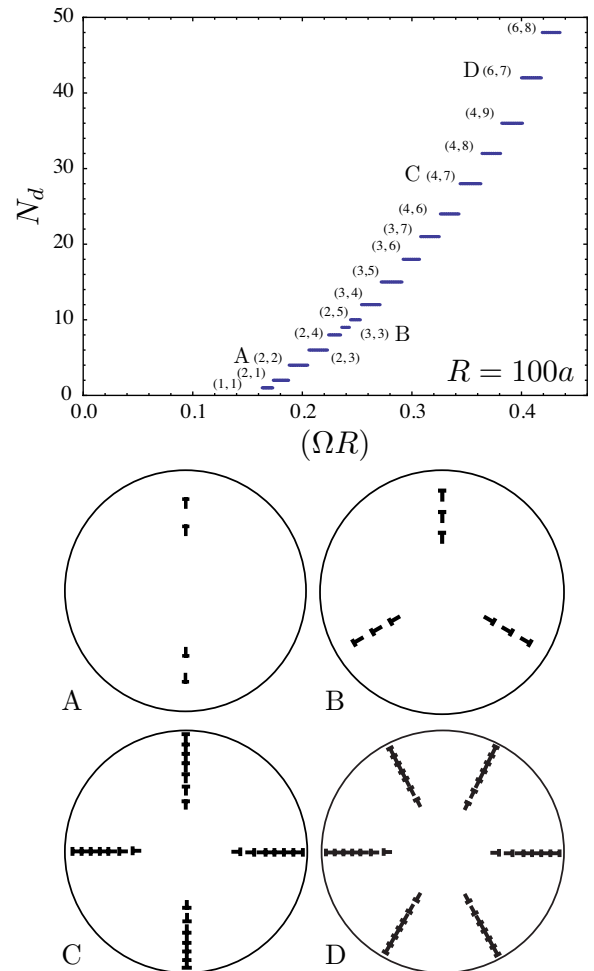 50
(6,8)
D (6,7)
40
(4,9)
(4,8)
30
C (4,7)
N_d
(4,6)
(3,7)
20
(3,6)
(3,5)
(3,4)
(2,5)
10
(2,4)
(3,3) B
A (2,2)
(2,3)
(2,1)
(1,1)
R = 100a
0
0.0 0.1 0.2 0.3 0.4
(ΩR)
A B
C D